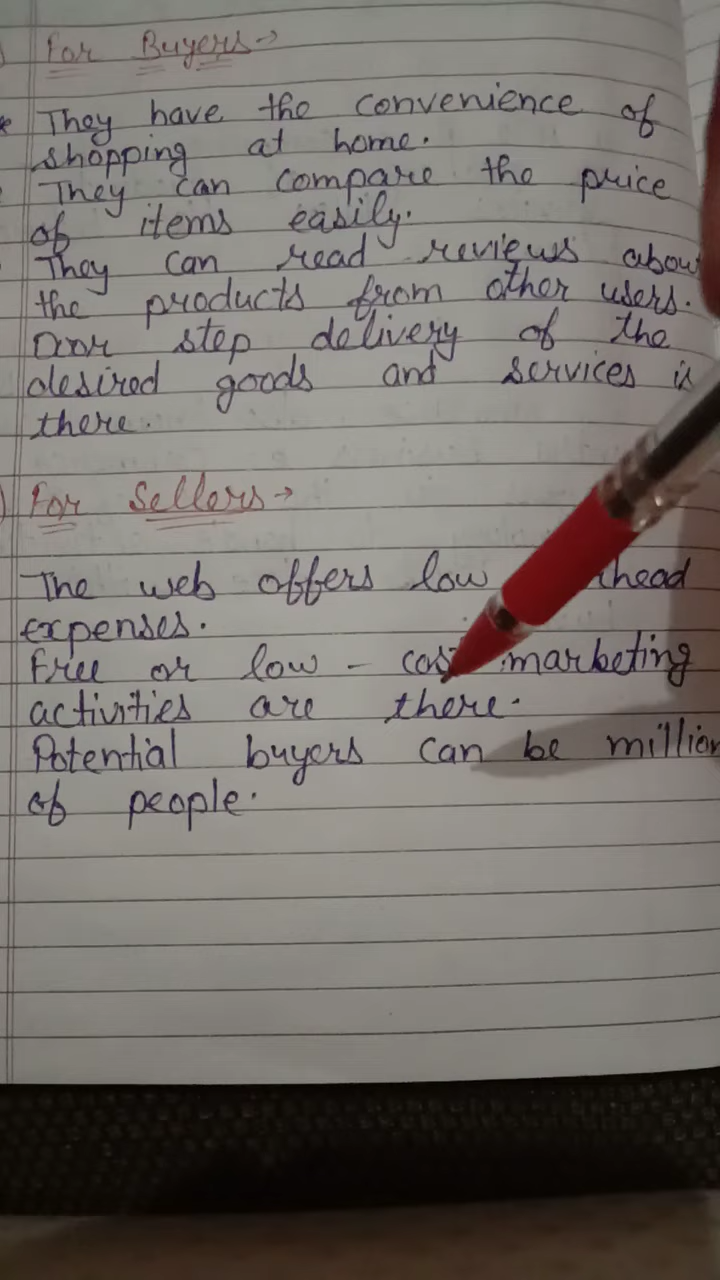 For Buyers→
They have the convenience of
shopping at home.
They can compare the price
of items easily.
They can read reviews
the products from other users.
Door step delivery of the
desired goods and services is
there.
For Sellers→
The web offers low
expenses.
Free or low - cost marketing
activities are there.
Potential buyers can be million
of people.